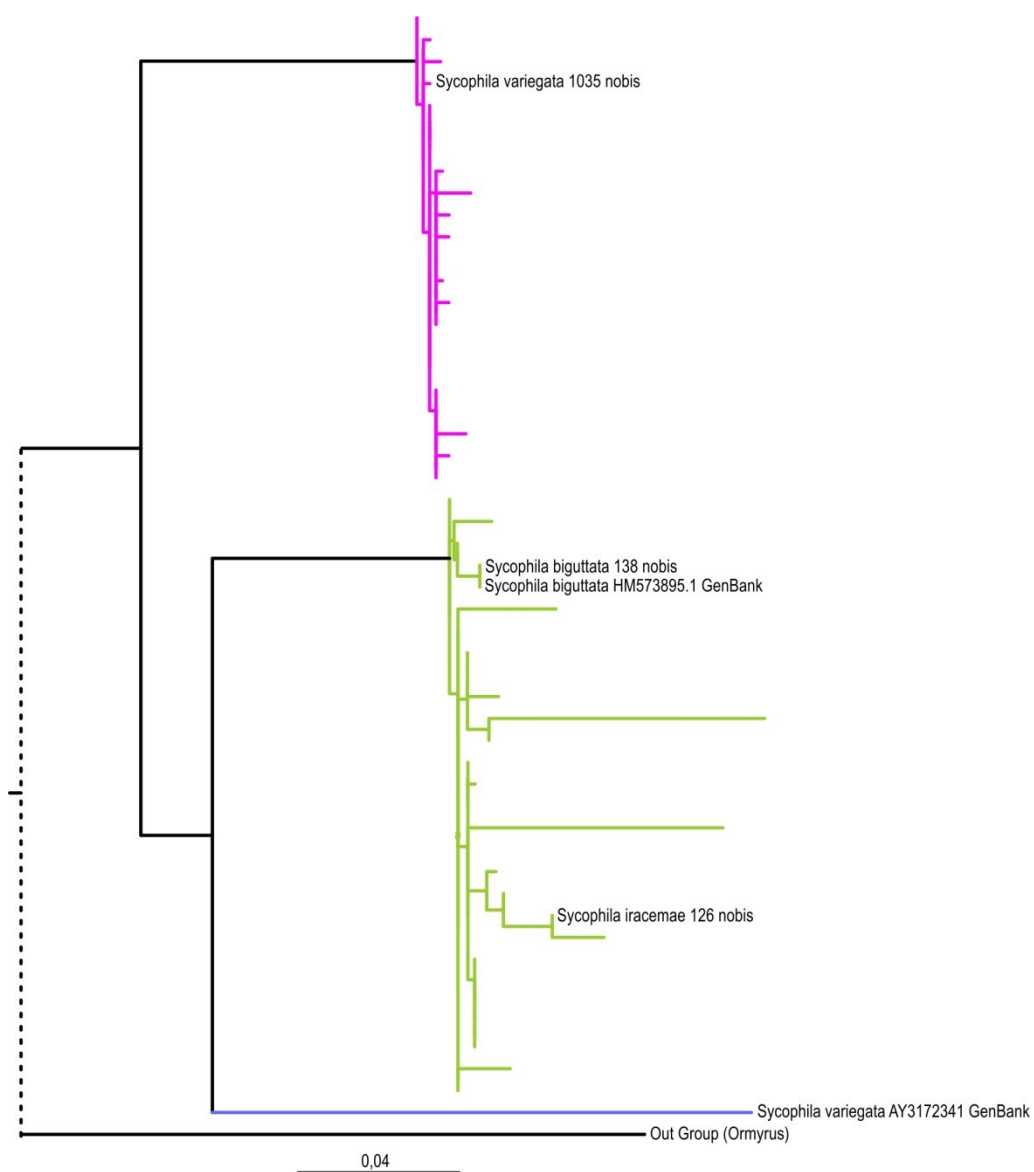 Sycophila variegata 1035 nobis
Sycophila biguttata 138 nobis
Sycophila biguttata HM573895.1 GenBank
Sycophila iracemae 126 nobis
Sycophila variegata AY3172341 GenBank
Out Group (Ormyrus)
0,04